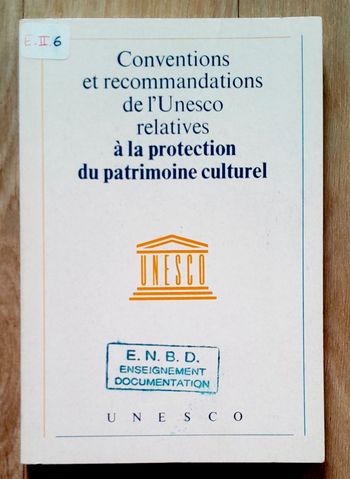 E.II 6
Conventions
et recommandations
de l'Unesco
relatives
à la protection
du patrimoine culturel
UNESCO
E. N. B. D.
ENSEIGNEMENT
DOCUMENTATION
UNESCO